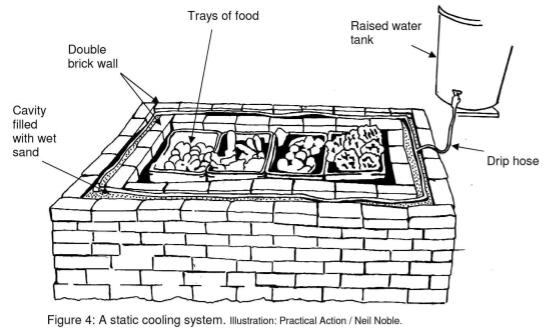 Trays of food
Raised water
tank
Double
brick wall
Cavity
filled
with wet
sand
Drip hose
Figure 4: A static cooling system. Illustration: Practical Action / Neil Noble.